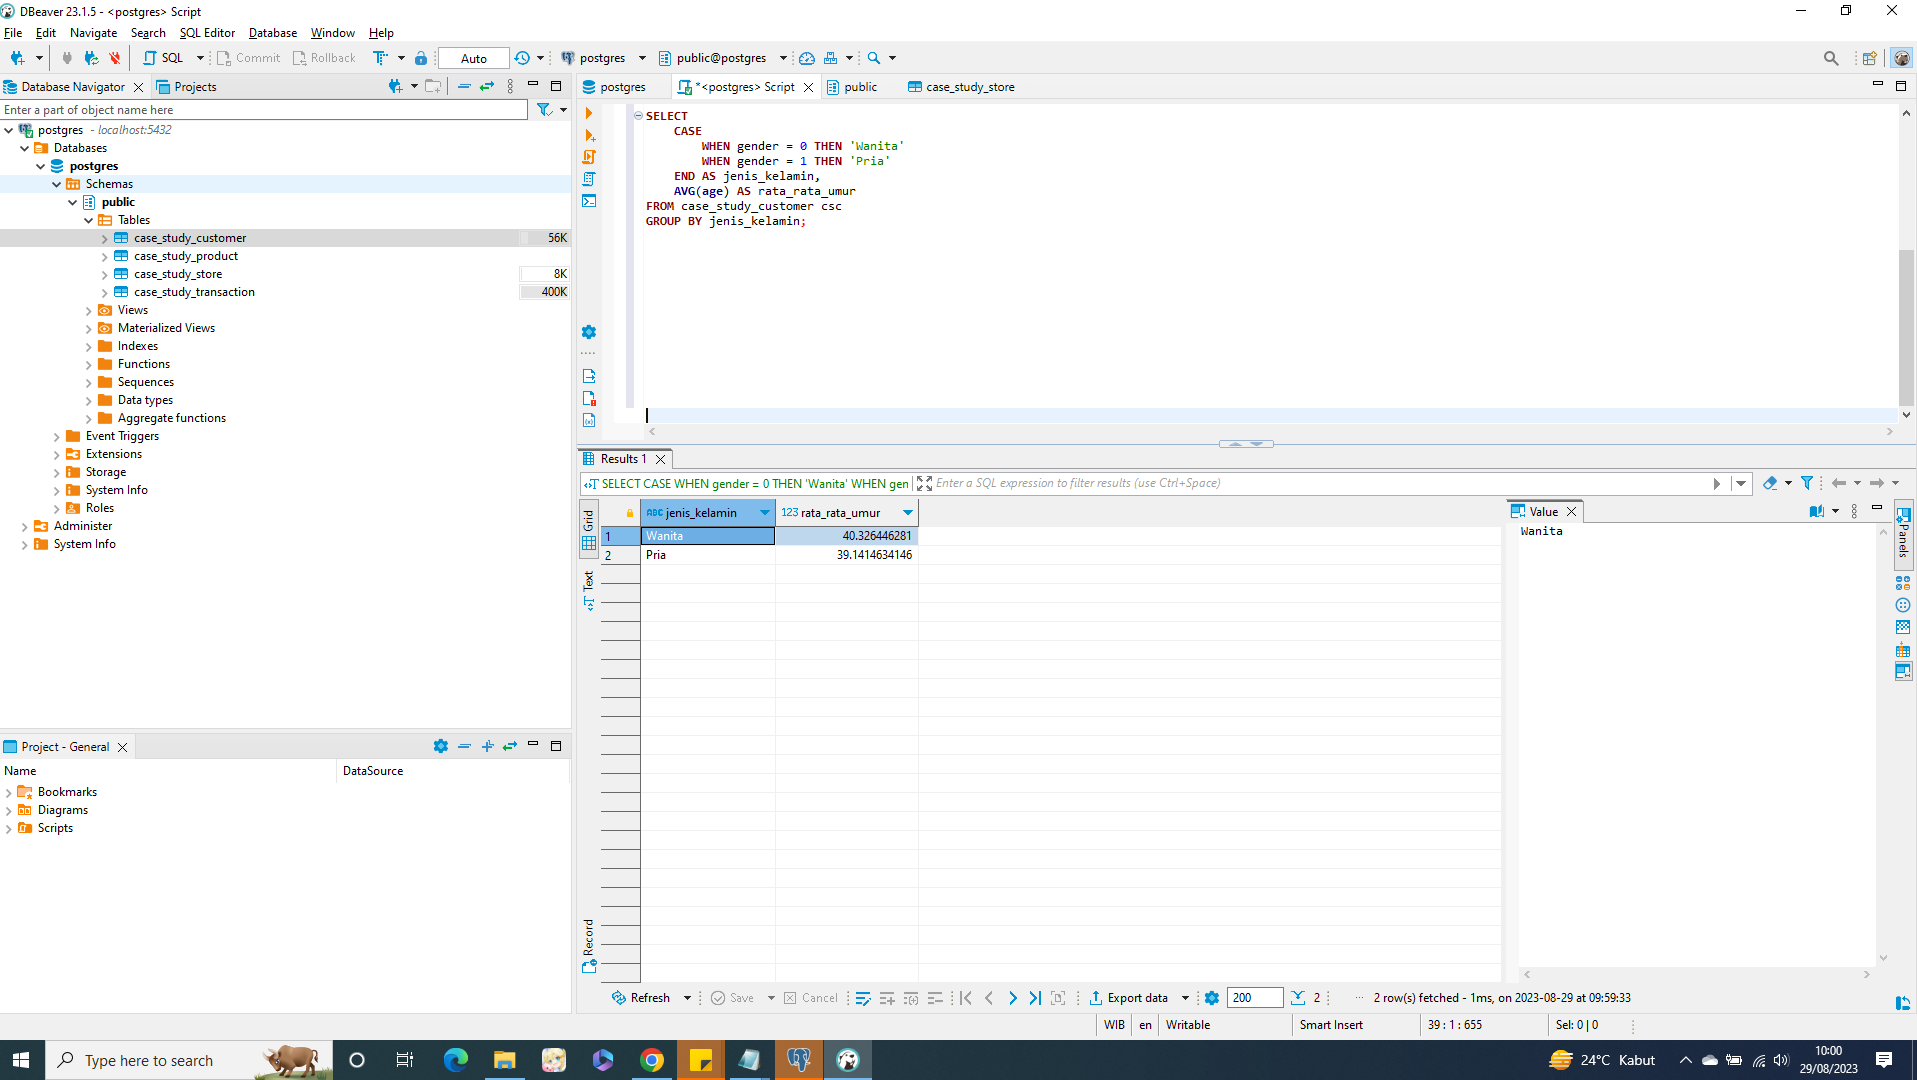 DBeaver 23.1.5 - <postgres> Script
File Edit Navigate Search SQL Editor Database Window Help
SQL Commit Rollback Auto postgres public@postgres
Database Navigator Projects
Enter a part of object name here
postgres - localhost:5432
Databases
postgres
Schemas
public
Tables
case_study_customer 56K
case_study_product
case_study_store 8K
case_study_transaction 400K
Views
Materialized Views
Indexes
Functions
Sequences
Data types
Aggregate functions
Event Triggers
Extensions
Storage
System Info
Roles
Administer
System Info
Project - General
Name DataSource
Bookmarks
Diagrams
Scripts
postgres *<postgres> Script public case_study_store
SELECT
CASE
WHEN gender = 0 THEN 'Wanita'
WHEN gender = 1 THEN 'Pria'
END AS jenis_kelamin,
AVG(age) AS rata_rata_umur
FROM case_study_customer csc
GROUP BY jenis_kelamin;
Results 1
SELECT CASE WHEN gender = 0 THEN 'Wanita' WHEN gen Enter a SQL expression to filter results (use Ctrl+Space)
Grid
Text
Record
ABC jenis_kelamin 123 rata_rata_umur
1 Wanita 40.326446281
2 Pria 39.1414634146
Value
Wanita
Panels
Refresh Save Cancel Export data 200 2 ... 2 row(s) fetched - 1ms, on 2023-08-29 at 09:59:33
WIB en Writable Smart Insert 39 : 1 : 655 Sel: 0 | 0
Type here to search
24°C Kabut
10:00
29/08/2023